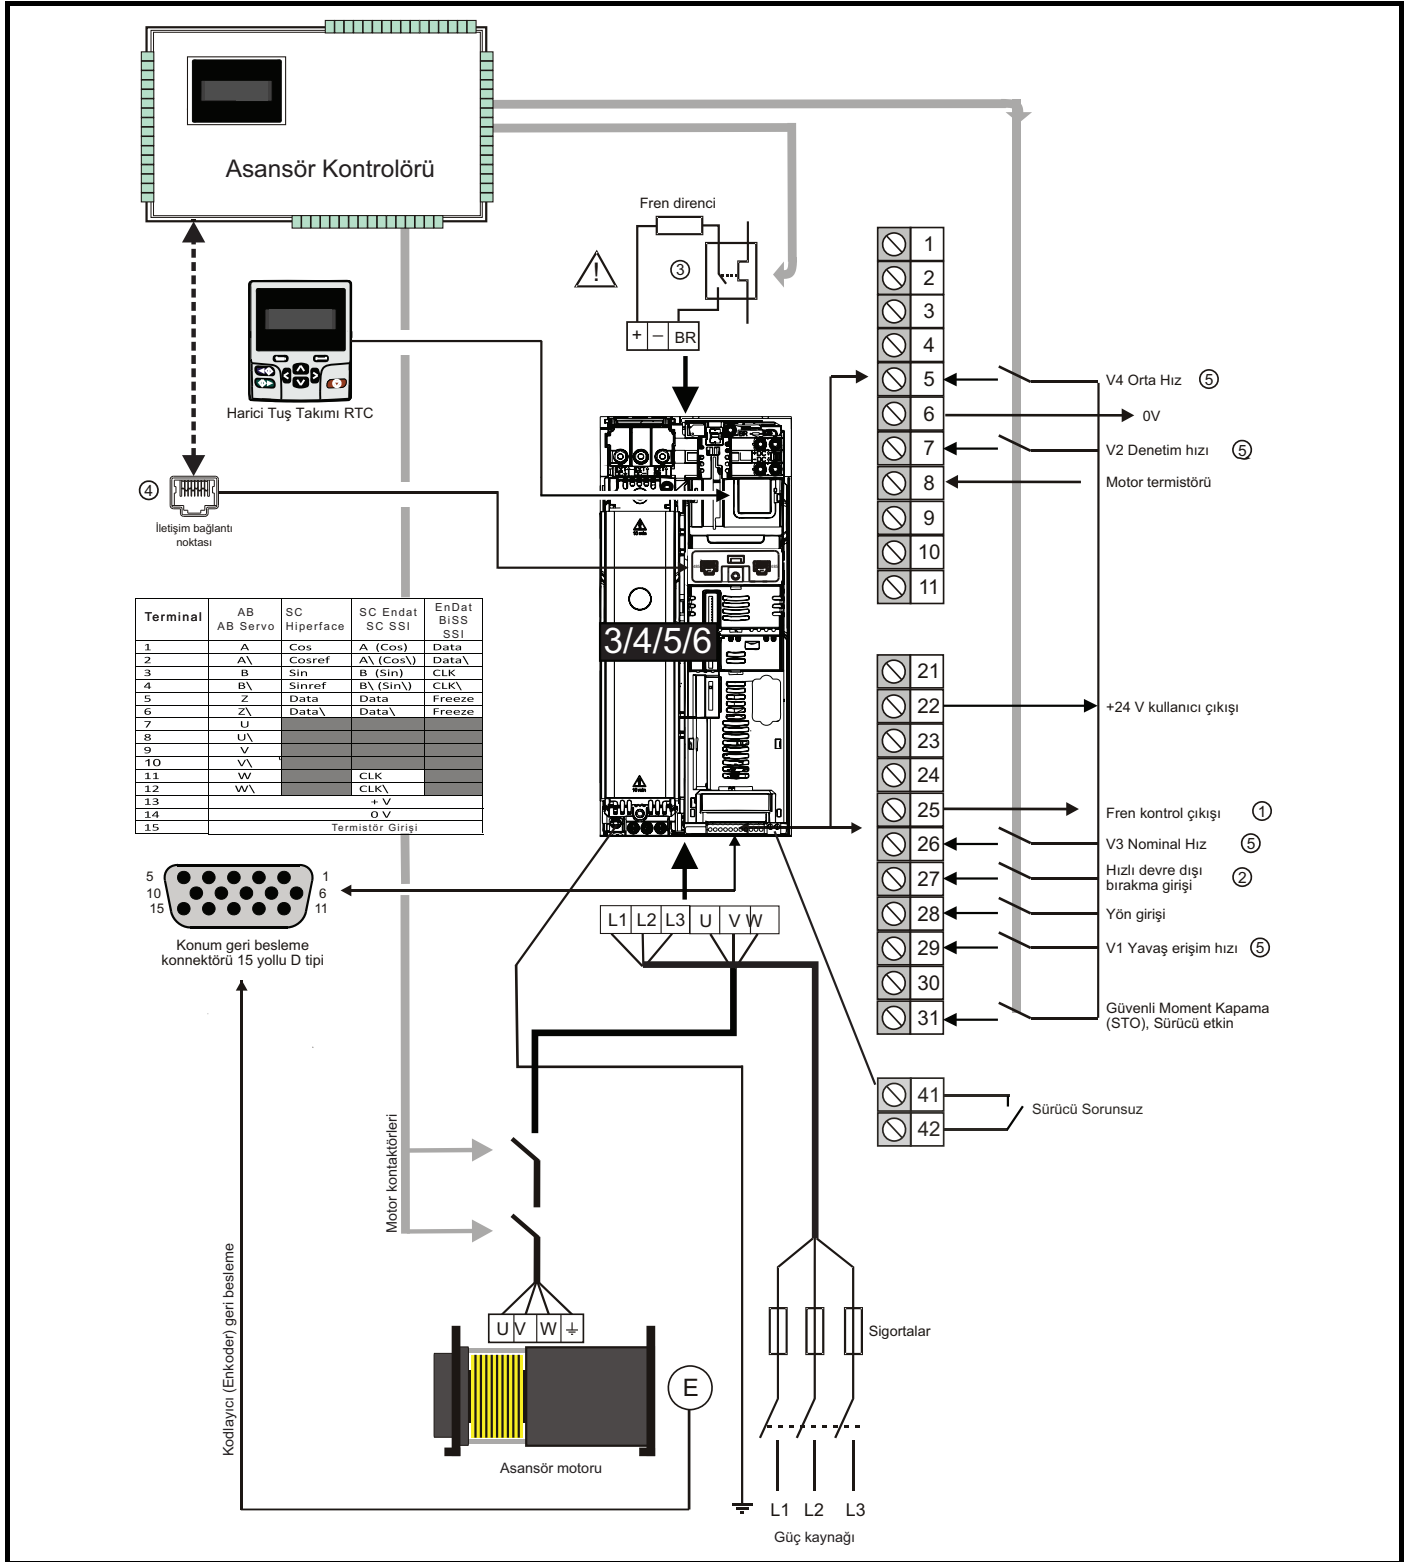 Asansör Kontrolörü
Fren direnci
3
+ – BR
Harici Tuş Takımı RTC
4
İletişim bağlantı
noktası
1
2
3
4
5 V4 Orta Hız 5
6 0V
7 V2 Denetim hızı 5
8 Motor termistörü
9
10
11
Terminal AB AB Servo SC Hiperface SC Endat SC SSI EnDat BiSS SSI
1 A Cos A (Cos) Data
2 A\ Cosref A\ (Cos\) Data\
3 B Sin B (Sin) CLK
4 B\ Sinref B\ (Sin\) CLK\
5 Z Data Data Freeze
6 Z\ Data\ Data\ Freeze
7 U
8 U\
9 V
10 V\
11 W CLK
12 W\ CLK\
13 + V
14 0 V
15 Termistör Girişi
10 min
3/4/5/6
10 min
21
22 +24 V kullanıcı çıkışı
23
24
25 Fren kontrol çıkışı 1
26 V3 Nominal Hız 5
27 Hızlı devre dışı
bırakma girişi 2
28 Yön girişi
29 V1 Yavaş erişim hızı 5
30
31 Güvenli Moment Kapama
(STO), Sürücü etkin
5 1
10 6
15 11
Konum geri besleme
konnektörü 15 yollu D tipi
L1 L2 L3 U V W
41
42
Sürücü Sorunsuz
Motor kontaktörleri
Kodlayıcı (Enkoder) geri besleme
U V W
E
Asansör motoru
Sigortalar
L1 L2 L3
Güç kaynağı